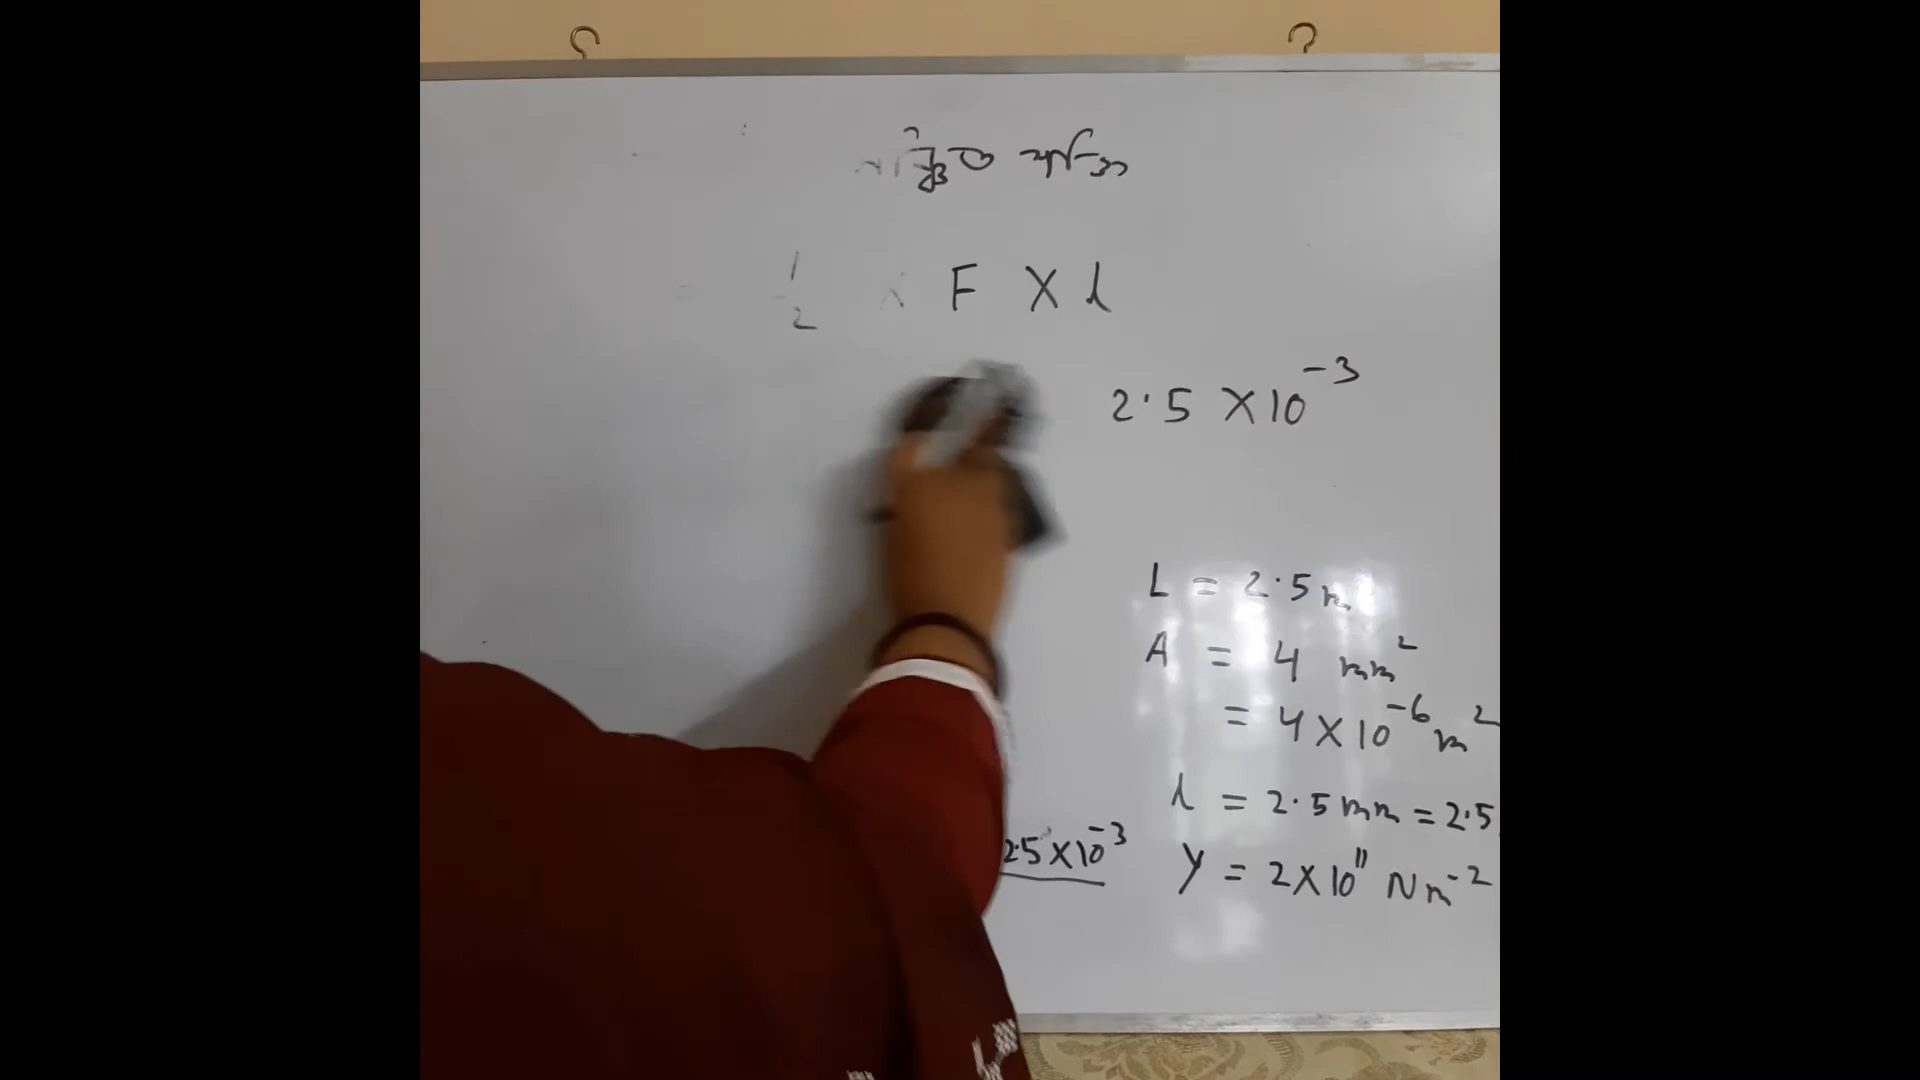 1/2 × F X l
2.5 X 10⁻³
L = 2.5 m
A = 4 mm²
= 4 X 10⁻⁶ m²
l = 2.5 mm = 2.5
2.5 X 10⁻³
Y = 2 X 10¹¹ N m⁻²